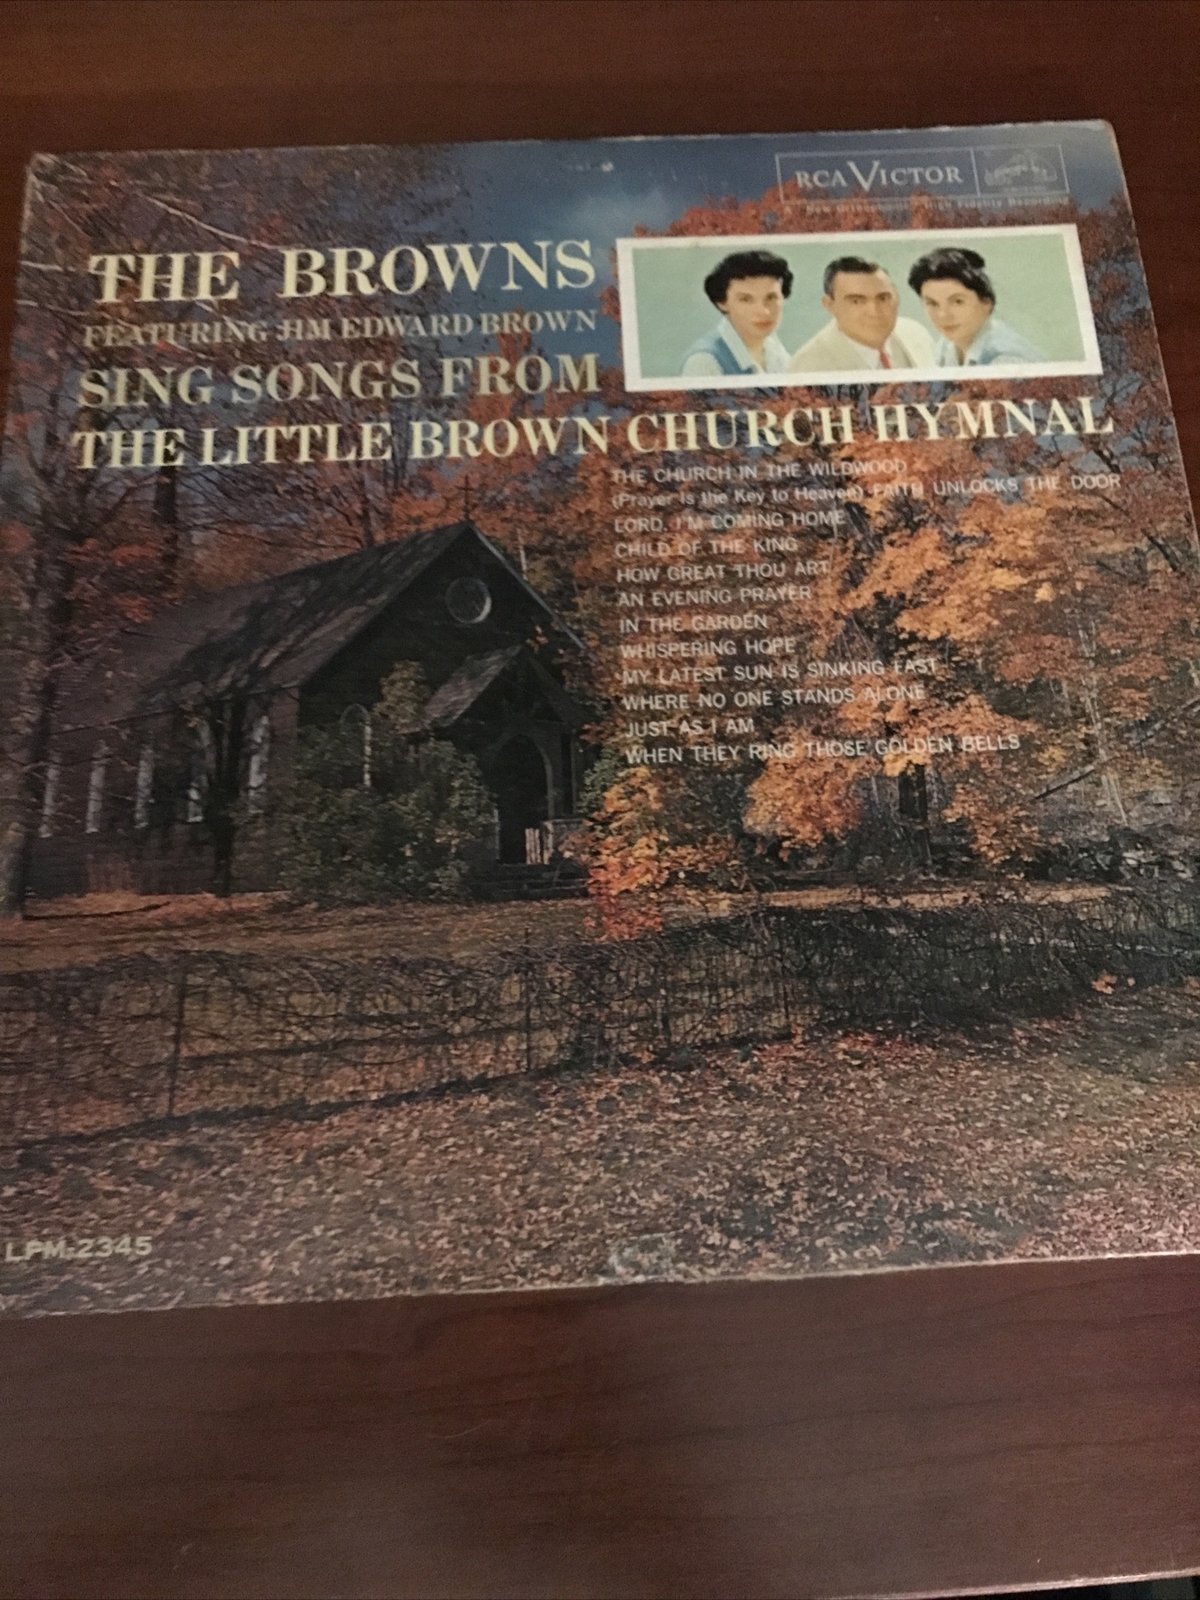 RCA VICTOR
High Fidelity Recording
THE BROWNS
FEATURING JIM EDWARD BROWN
SING SONGS FROM
THE LITTLE BROWN CHURCH HYMNAL
THE CHURCH IN THE WILDWOOD
(Prayer Is the Key to Heaven) FAITH UNLOCKS THE DOOR
LORD, I'M COMING HOME
CHILD OF THE KING
HOW GREAT THOU ART
AN EVENING PRAYER
IN THE GARDEN
WHISPERING HOPE
MY LATEST SUN IS SINKING FAST
WHERE NO ONE STANDS ALONE
JUST AS I AM
WHEN THEY RING THOSE GOLDEN BELLS
LPM-2345